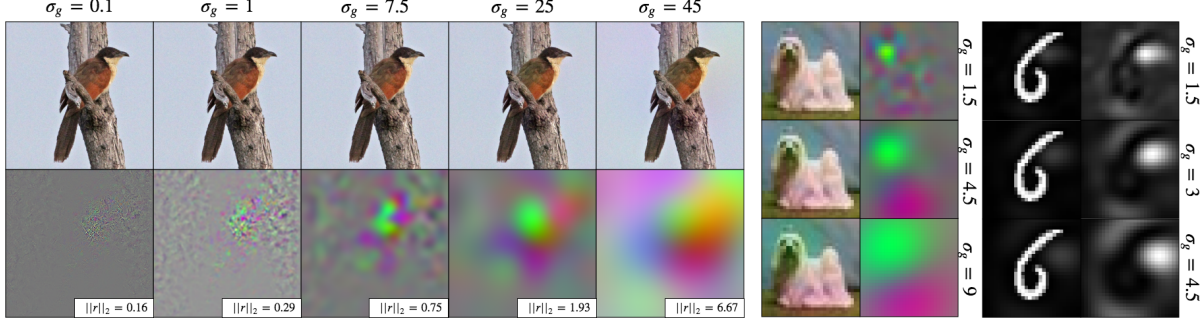 σg = 0.1 σg = 1 σg = 7.5 σg = 25 σg = 45
||r||2 = 0.16 ||r||2 = 0.29 ||r||2 = 0.75 ||r||2 = 1.93 ||r||2 = 6.67
σg = 1.5
σg = 4.5
σg = 9
σg = 1.5
σg = 3
σg = 4.5